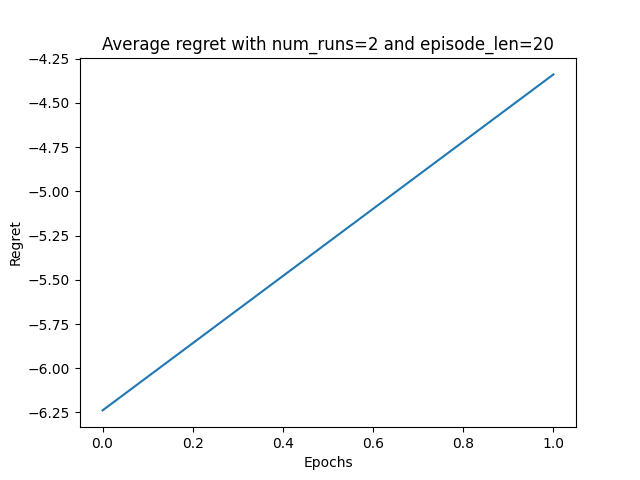 Average regret with num_runs=2 and episode_len=20
−4.25
−4.50
−4.75
−5.00
−5.25
−5.50
−5.75
−6.00
−6.25
Regret
0.0 0.2 0.4 0.6 0.8 1.0
Epochs